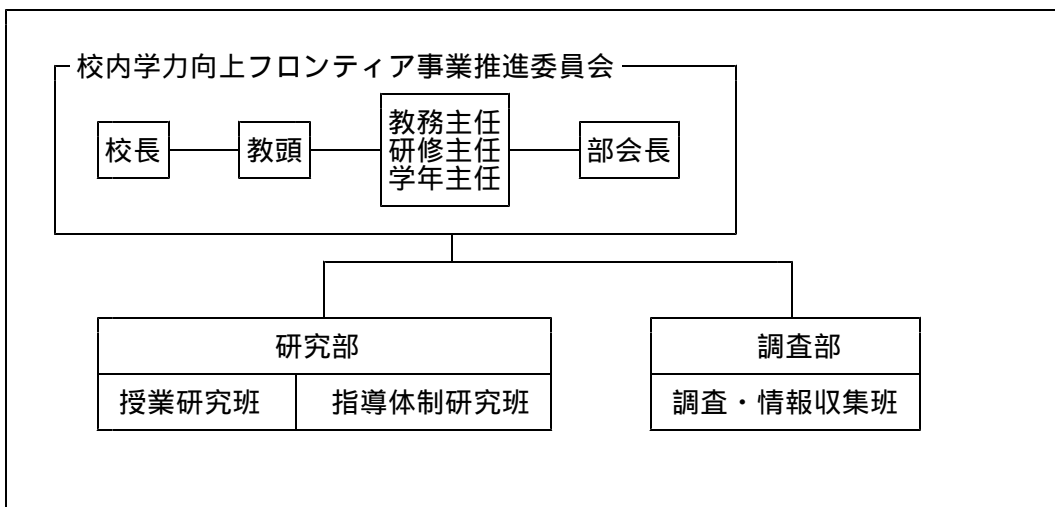 校内学力向上フロンティア事業推進委員会
校長
教頭
教務主任
研修主任
学年主任
部会長
研究部
調査部
授業研究班
指導体制研究班
調査・情報収集班